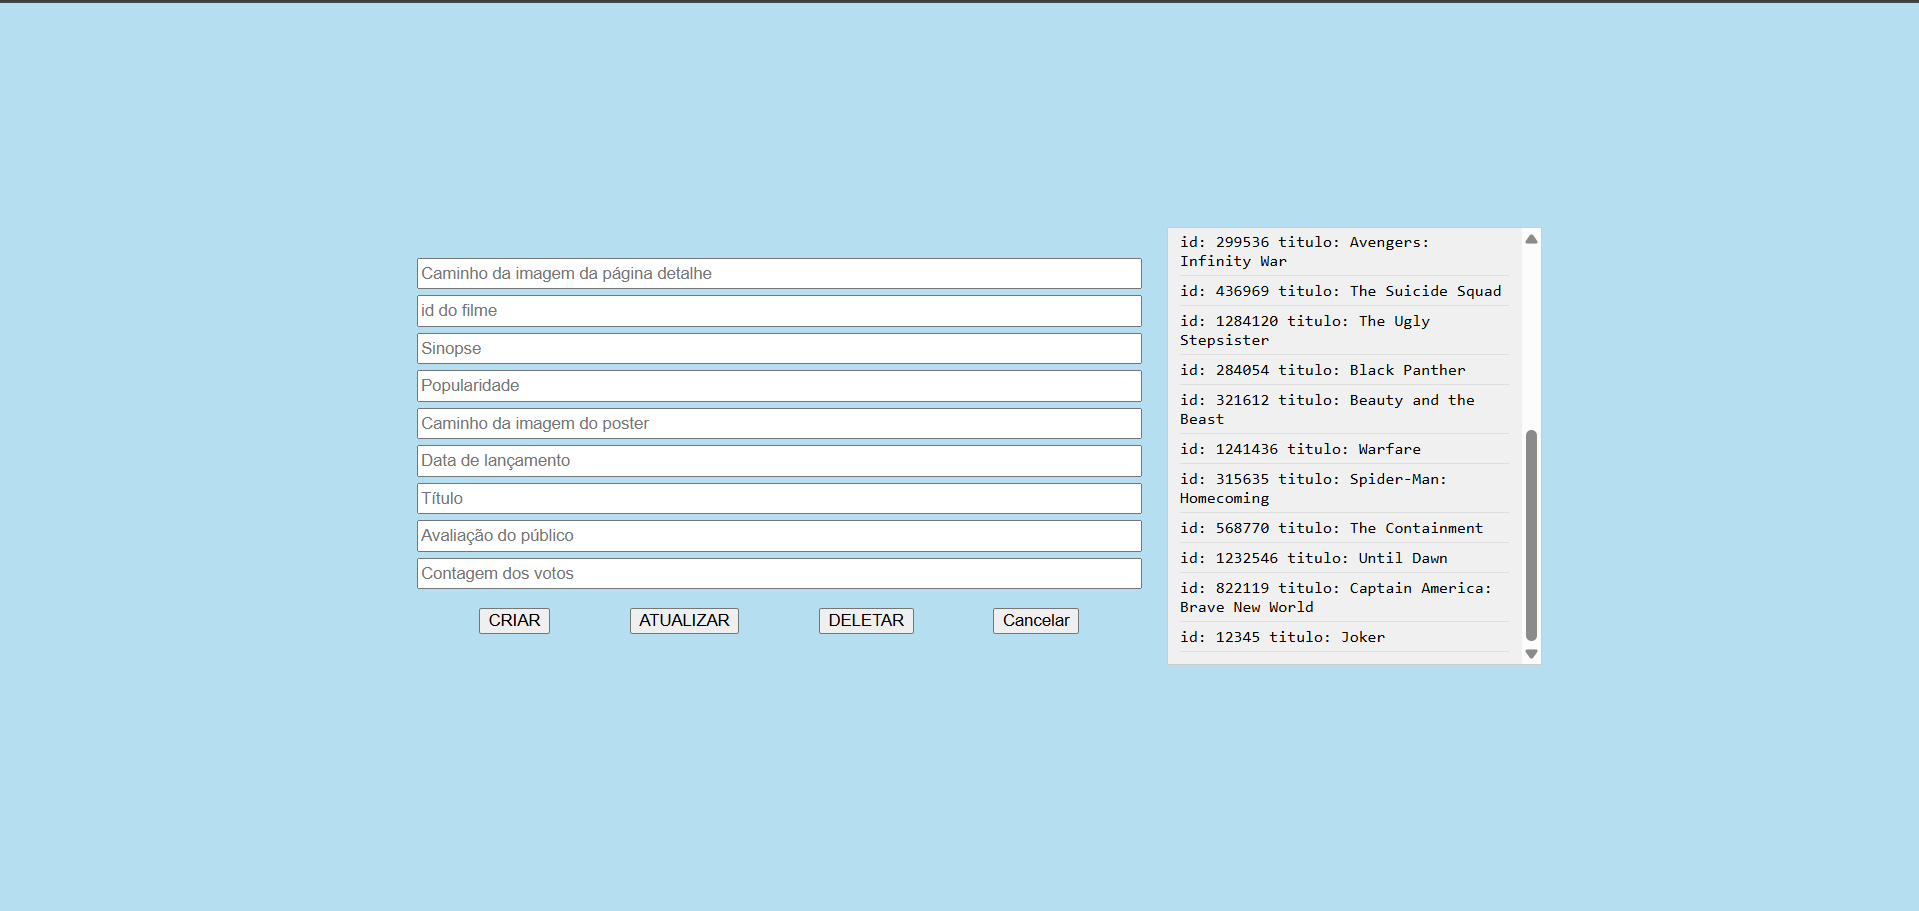 Caminho da imagem da página detalhe
id do filme
Sinopse
Popularidade
Caminho da imagem do poster
Data de lançamento
Título
Avaliação do público
Contagem dos votos
CRIAR ATUALIZAR DELETAR Cancelar
id: 299536 titulo: Avengers:
Infinity War
id: 436969 titulo: The Suicide Squad
id: 1284120 titulo: The Ugly
Stepsister
id: 284054 titulo: Black Panther
id: 321612 titulo: Beauty and the
Beast
id: 1241436 titulo: Warfare
id: 315635 titulo: Spider-Man:
Homecoming
id: 568770 titulo: The Containment
id: 1232546 titulo: Until Dawn
id: 822119 titulo: Captain America:
Brave New World
id: 12345 titulo: Joker